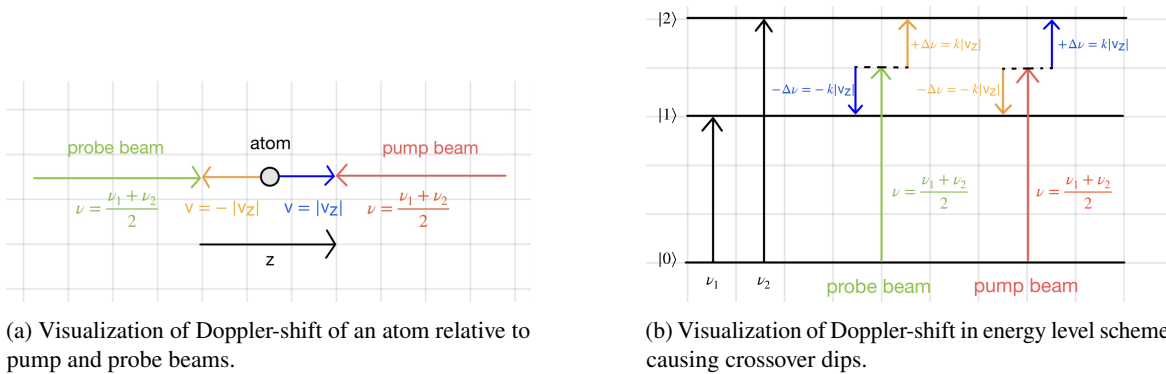 probe beam
atom
pump beam
ν = (ν₁ + ν₂)/2
v = − |v_Z|
v = |v_Z|
ν = (ν₁ + ν₂)/2
z
(a) Visualization of Doppler-shift of an atom relative to
pump and probe beams.
|2⟩
+Δν = k|v_Z|
+Δν = k|v_Z|
−Δν = − k|v_Z|
−Δν = − k|v_Z|
|1⟩
ν = (ν₁ + ν₂)/2
ν = (ν₁ + ν₂)/2
|0⟩
ν₁
ν₂
probe beam
pump beam
(b) Visualization of Doppler-shift in energy level scheme
causing crossover dips.